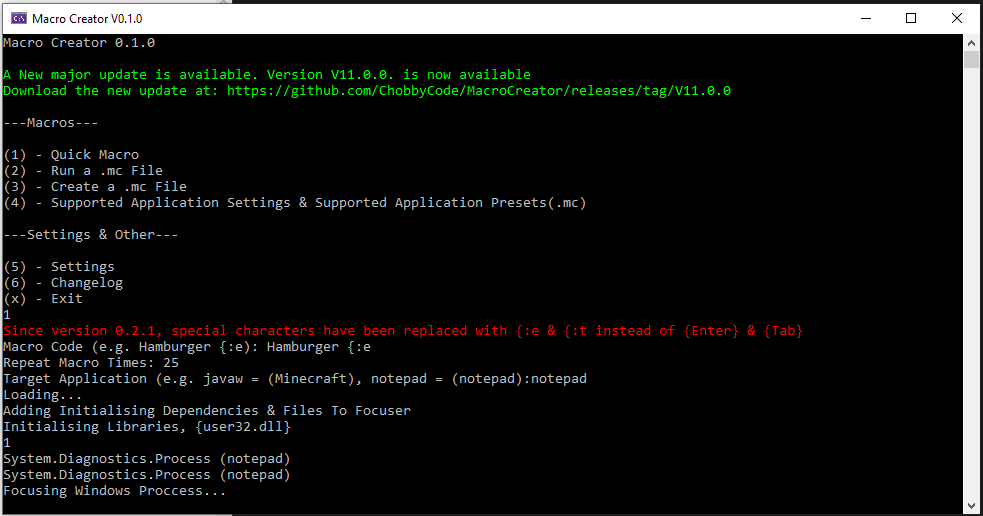 Macro Creator V0.1.0
Macro Creator 0.1.0
A New major update is available. Version V11.0.0. is now available
Download the new update at: https://github.com/ChobbyCode/MacroCreator/releases/tag/V11.0.0
---Macros---
(1) - Quick Macro
(2) - Run a .mc File
(3) - Create a .mc File
(4) - Supported Application Settings & Supported Application Presets(.mc)
---Settings & Other---
(5) - Settings
(6) - Changelog
(x) - Exit
1
Since version 0.2.1, special characters have been replaced with {:e & {:t instead of {Enter} & {Tab}
Macro Code (e.g. Hamburger {:e): Hamburger {:e
Repeat Macro Times: 25
Target Application (e.g. javaw = (Minecraft), notepad = (notepad):notepad
Loading...
Adding Initialising Dependencies & Files To Focuser
Initialising Libraries, {user32.dll}
1
System.Diagnostics.Process (notepad)
System.Diagnostics.Process (notepad)
Focusing Windows Proccess...